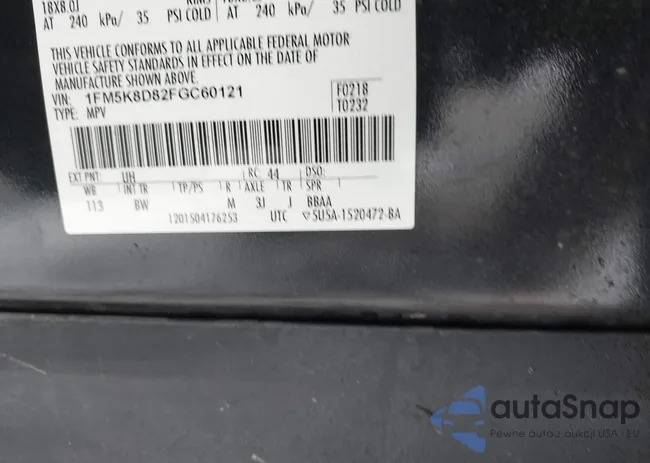 18X8.0J
AT 240 kPa/ 35 PSI COLD
AT 240 kPa/ 35 PSI COLD
THIS VEHICLE CONFORMS TO ALL APPLICABLE FEDERAL MOTOR
VEHICLE SAFETY STANDARDS IN EFFECT ON THE DATE OF
MANUFACTURE SHOWN ABOVE.
VIN: 1FM5K8D82FGC60121
TYPE: MPV
F0218
T0232
EXT PNT: UH RC: 44 DSO:
WB INT TR TP/PS R AXLE TR SPR
113 BW M 3J J BBAA
1201S04176253 UTC ▽5U5A-1520472-BA
autaSnap
Pewne auta z aukcji USA i EU